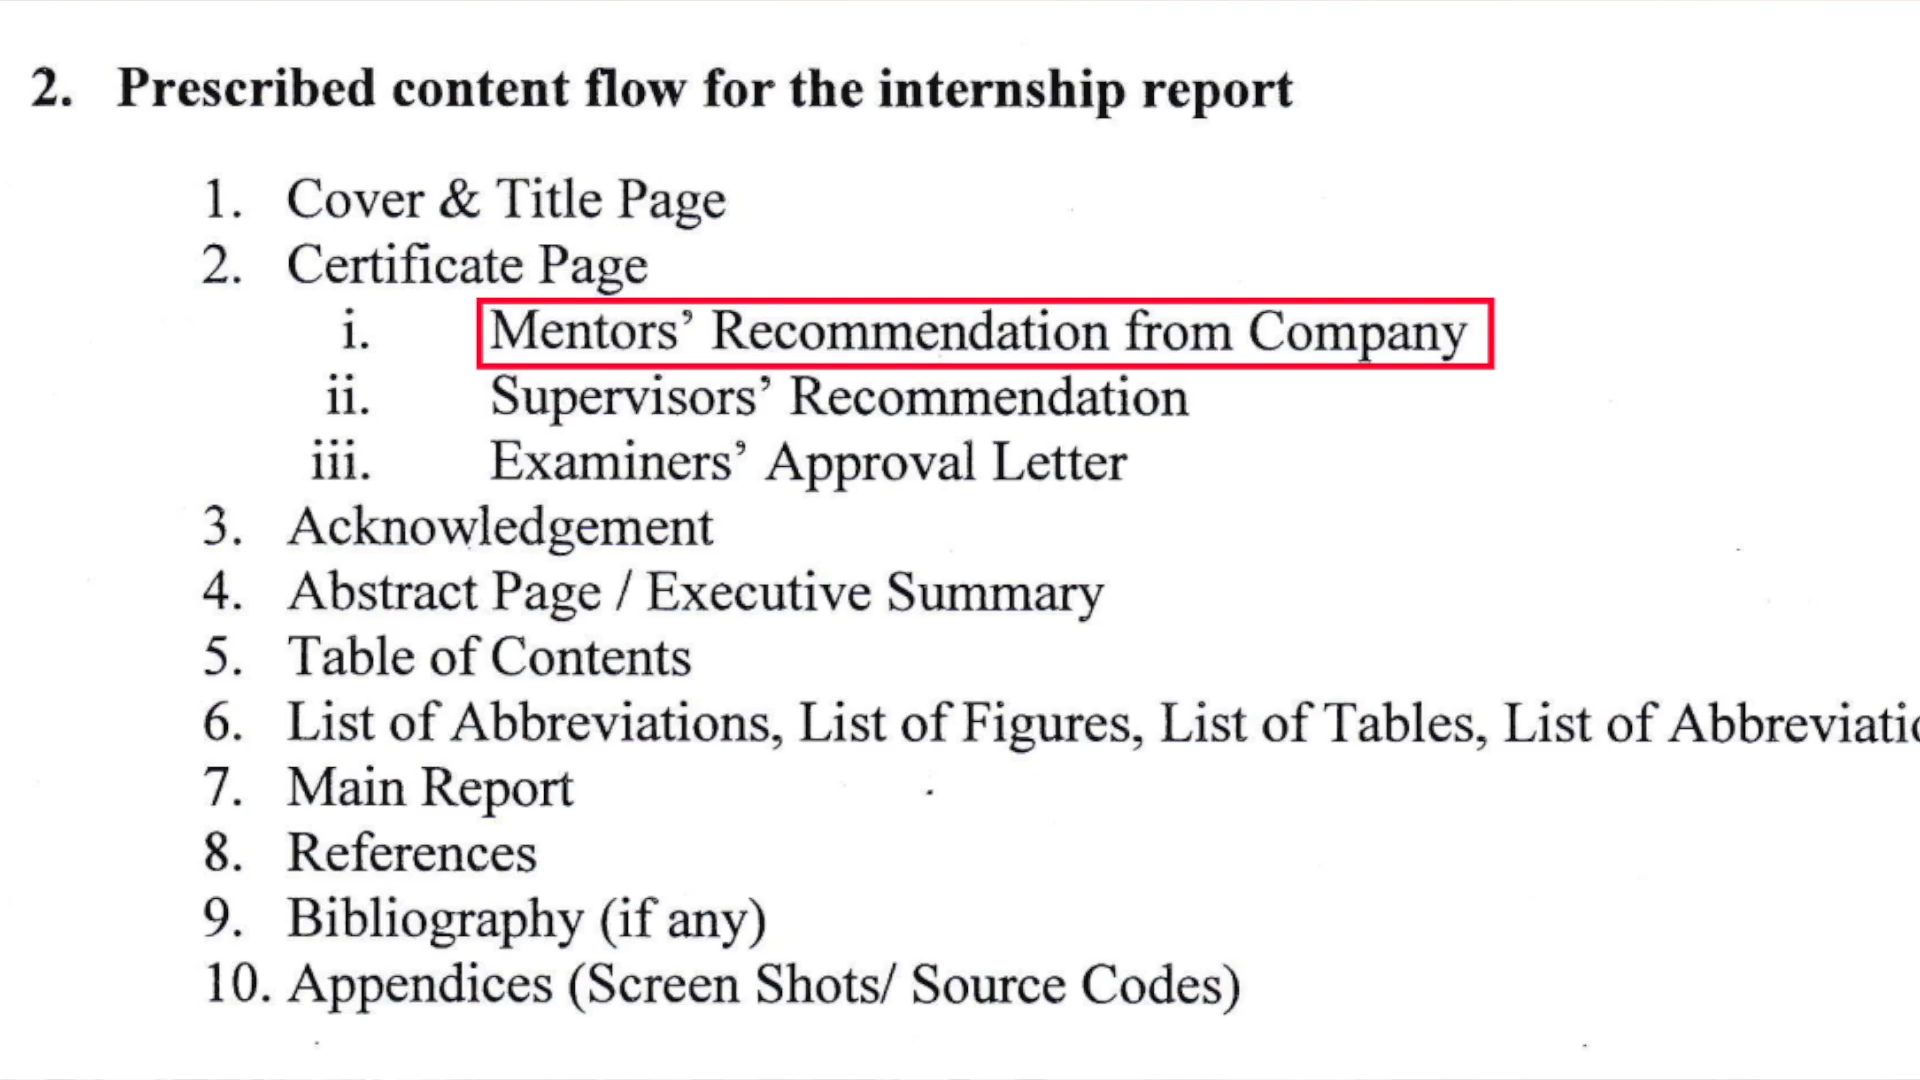 2. Prescribed content flow for the internship report
1. Cover & Title Page
2. Certificate Page
i. Mentors’ Recommendation from Company
ii. Supervisors’ Recommendation
iii. Examiners’ Approval Letter
3. Acknowledgement
4. Abstract Page / Executive Summary
5. Table of Contents
6. List of Abbreviations, List of Figures, List of Tables, List of
7. Main Report
8. References
9. Bibliography (if any)
10. Appendices (Screen Shots/ Source Codes)